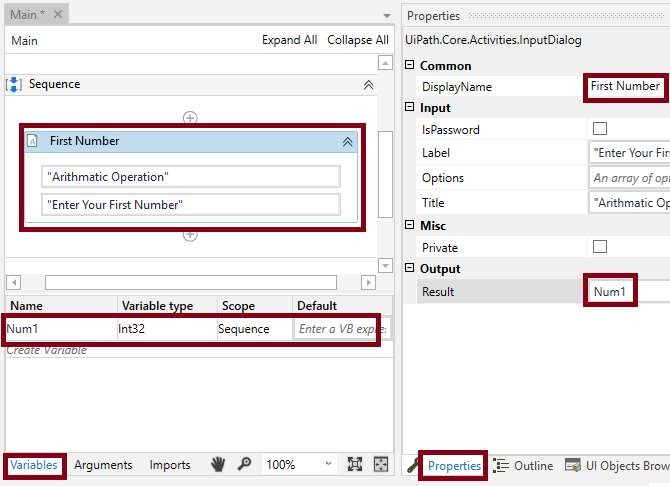 Main *
Main
Expand All
Collapse All
Sequence
First Number
"Arithmatic Operation"
"Enter Your First Number"
Name
Variable type
Scope
Default
Num1
Int32
Sequence
Enter a VB expre
Create Variable
Variables
Arguments
Imports
100%
Properties
UiPath.Core.Activities.InputDialog
Common
DisplayName
First Number
Input
IsPassword
Label
"Enter Your Firs
Options
An array of opti
Title
"Arithmatic Op
Misc
Private
Output
Result
Num1
Properties
Outline
UI Objects Brow